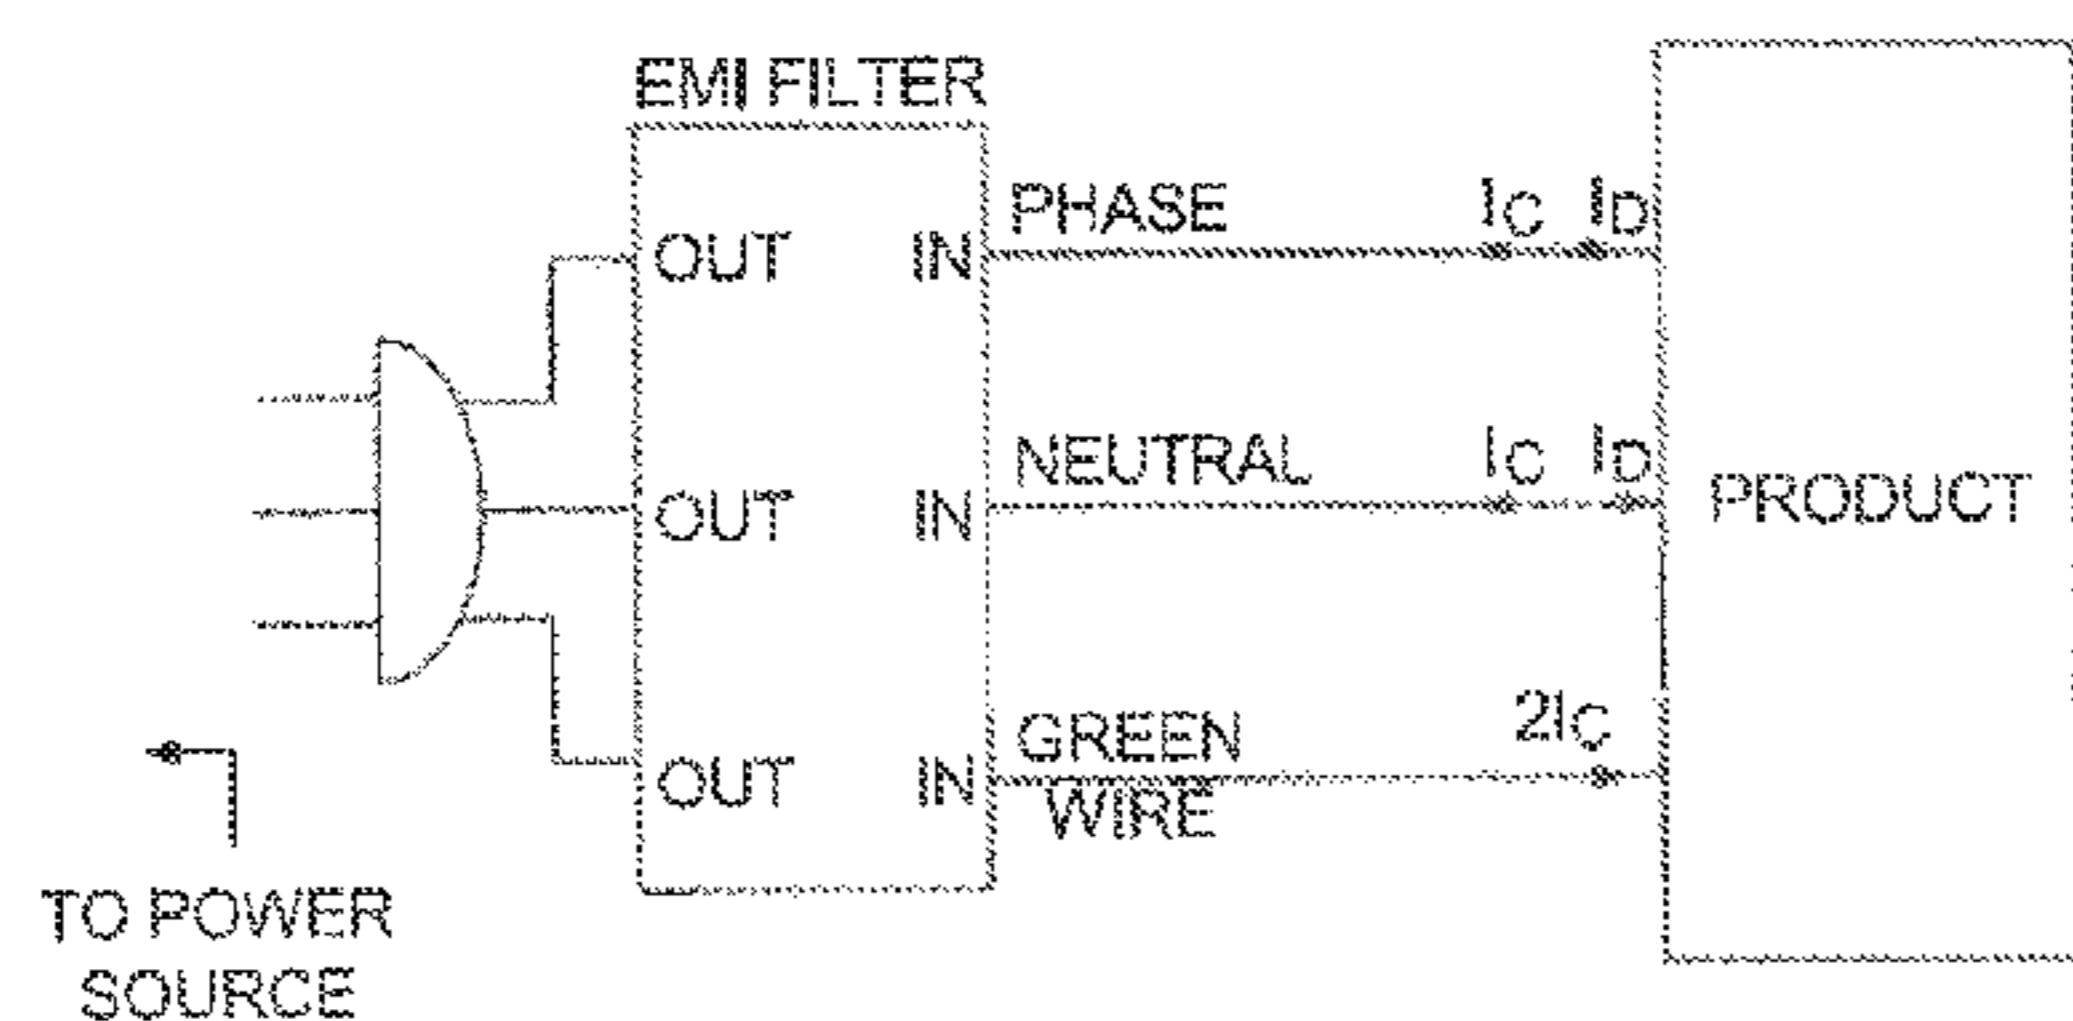 EMI FILTER
PHASE
IC ID
OUT IN
NEUTRAL
IC ID
OUT IN
PRODUCT
GREEN
WIRE
2IC
OUT IN
TO POWER
SOURCE